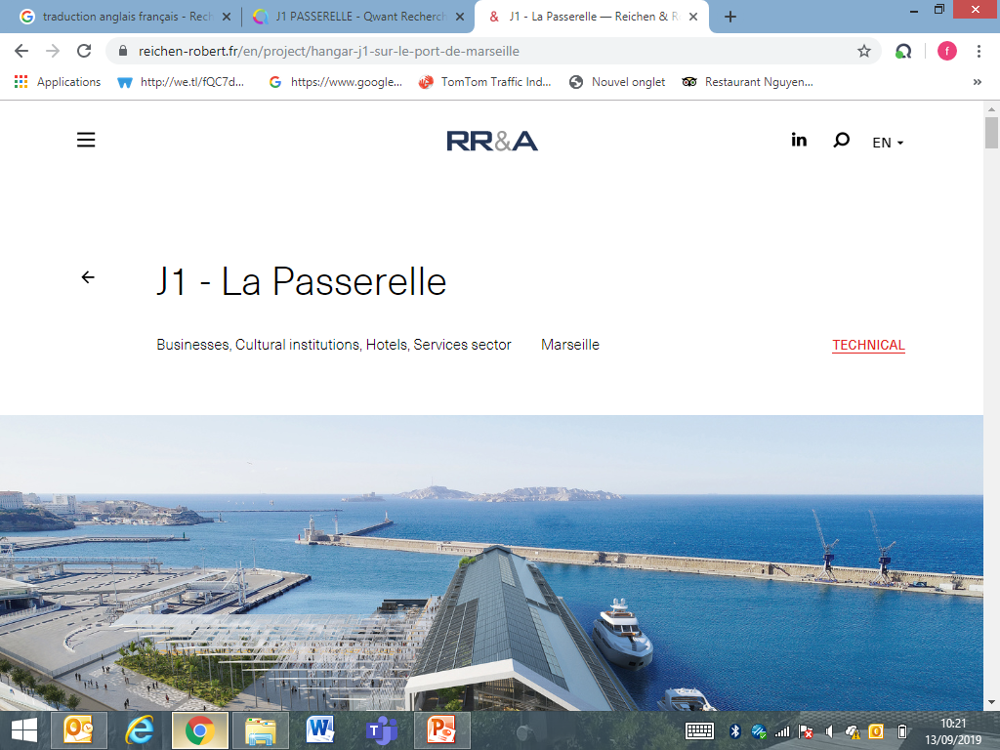 traduction anglais français - Rech
J1 PASSERELLE - Qwant Recherch
J1 - La Passerelle — Reichen & R
reichen-robert.fr/en/project/hangar-j1-sur-le-port-de-marseille
f
Applications
http://we.tl/fQC7d...
https://www.google...
TomTom Traffic Ind...
Nouvel onglet
Restaurant Nguyen...
»
RR&A
in
EN
J1 - La Passerelle
Businesses, Cultural institutions, Hotels, Services sector
Marseille
TECHNICAL
10:21
13/09/2019